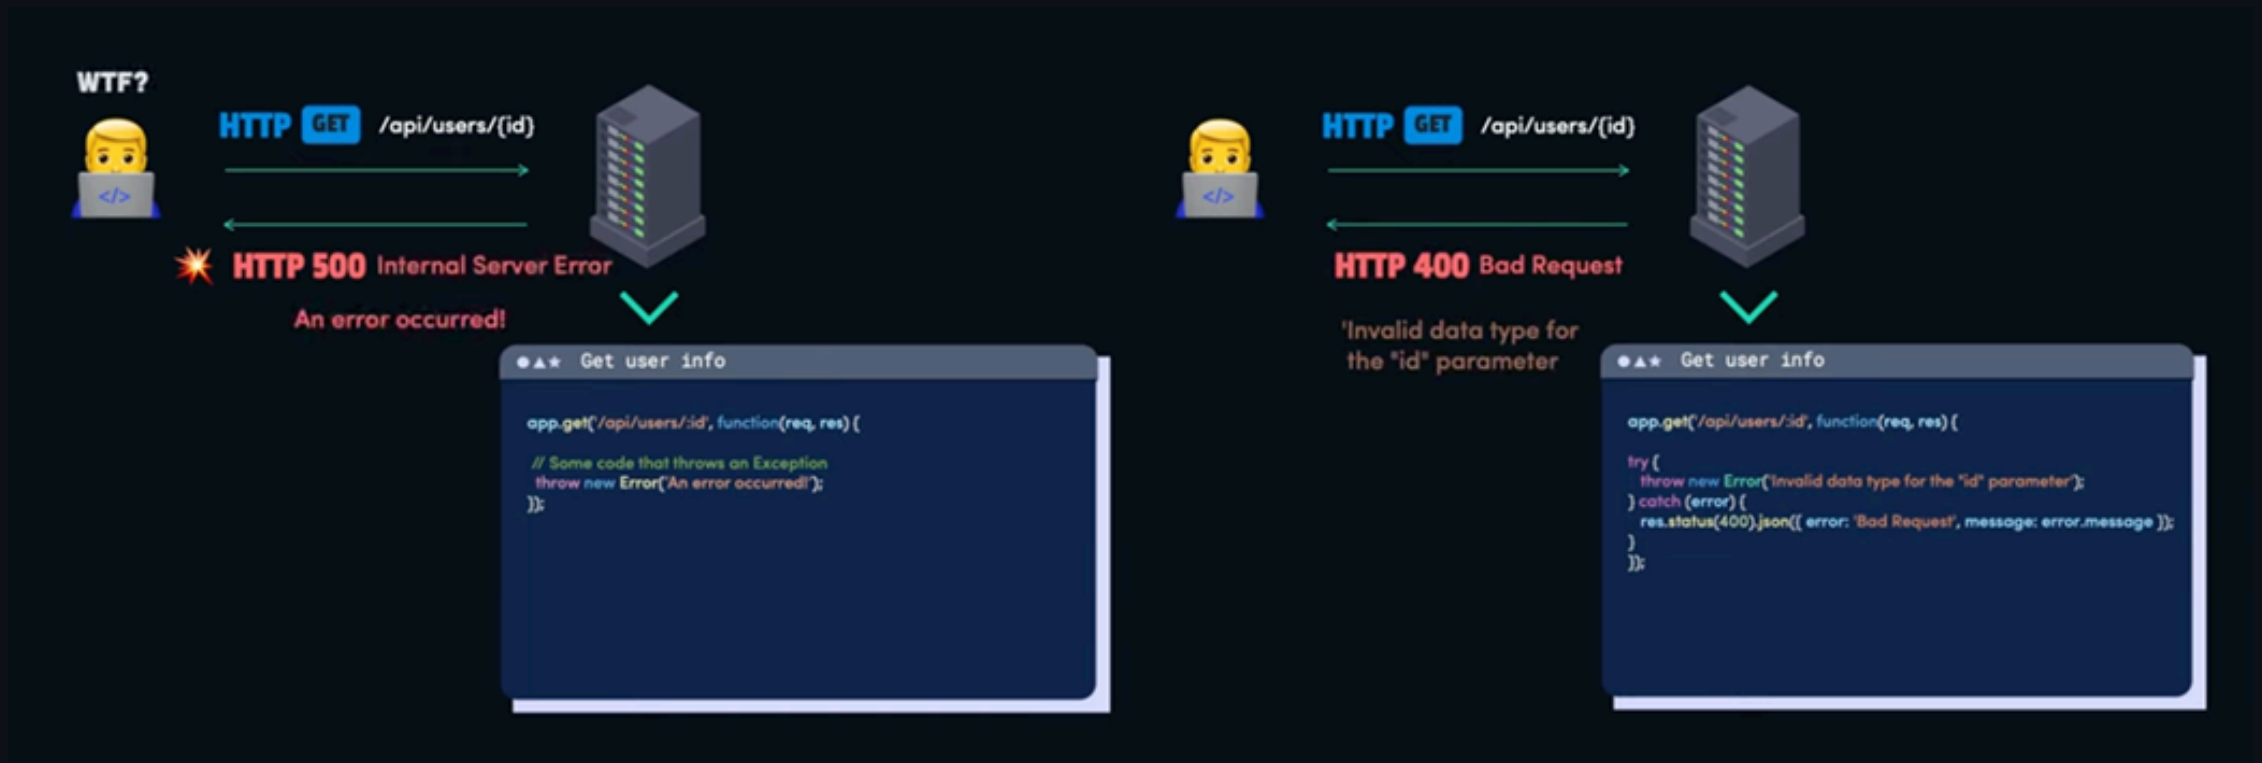 WTF?
HTTP GET /api/users/{id}
</>
HTTP 500 Internal Server Error
An error occurred!
Get user info
app.get('/api/users/:id', function(req, res) {
// Some code that throws an Exception
throw new Error('An error occurred!');
});
HTTP GET /api/users/{id}
</>
HTTP 400 Bad Request
'Invalid data type for
the "id" parameter
Get user info
app.get('/api/users/:id', function(req, res) {
try {
throw new Error('Invalid data type for the "id" parameter');
} catch (error) {
res.status(400).json({ error: 'Bad Request', message: error.message });
}
});